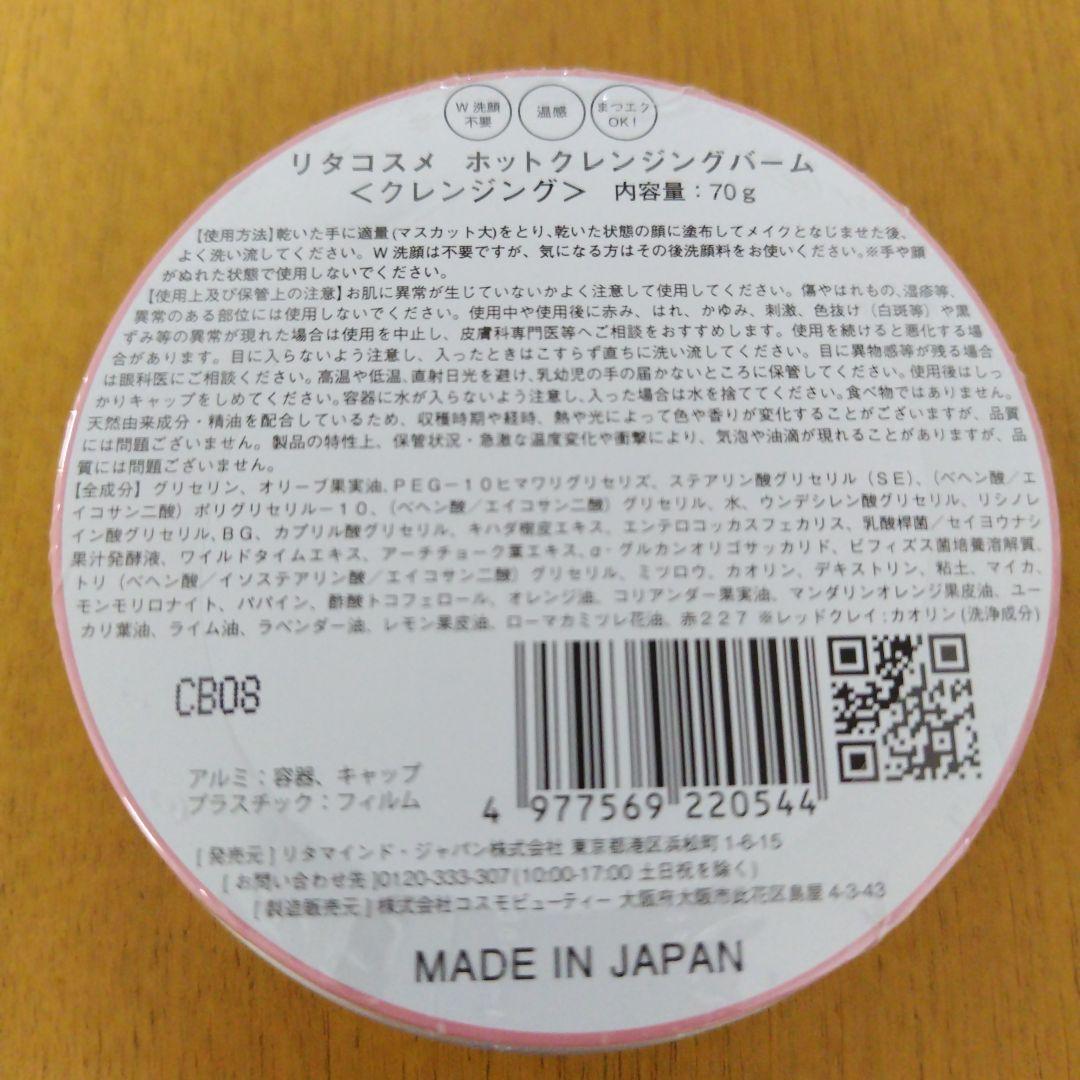 W洗顔
不要
温感
まつエク
OK!
リタコスメ ホットクレンジングバーム
＜クレンジング＞ 内容量：70g
【使用方法】乾いた手に適量(マスカット大)をとり、乾いた状態の顔に塗布してメイクとなじませた後、
よく洗い流してください。W洗顔は不要ですが、気になる方はその後洗顔料をお使いください。※手や顔
がぬれた状態で使用しないでください。
【使用上及び保管上の注意】お肌に異常が生じていないかよく注意して使用してください。傷やはれもの、湿疹等、
異常のある部位には使用しないでください。使用中や使用後に赤み、はれ、かゆみ、刺激、色抜け（白斑等）や黒
ずみ等の異常が現れた場合は使用を中止し、皮膚科専門医等へご相談をおすすめします。使用を続けると悪化する場
合があります。目に入らないよう注意し、入ったときはこすらず直ちに洗い流してください。目に異物感等が残る場合
は眼科医にご相談ください。高温や低温、直射日光を避け、乳幼児の手の届かないところに保管してください。使用後はしっ
かりキャップをしめてください。容器に水が入らないよう注意し、入った場合は水を捨ててください。食べ物ではありません。
天然由来成分・精油を配合しているため、収穫時期や経時、熱や光によって色や香りが変化することがございますが、品質
には問題ございません。製品の特性上、保管状況・急激な温度変化や衝撃により、気泡や油滴が現れることがありますが、品
質には問題ございません。
【全成分】グリセリン、オリーブ果実油、PEG－10ヒマワリグリセリズ、ステアリン酸グリセリル（SE）、（ベヘン酸／エ
イコサン二酸）ポリグリセリル－10、（ベヘン酸／エイコサン二酸）グリセリル、水、ウンデシレン酸グリセリル、リシノレ
イン酸グリセリル、BG、カプリル酸グリセリル、キハダ樹皮エキス、エンテロコッカスフェカリス、乳酸桿菌／セイヨウナシ
果汁発酵液、ワイルドタイムエキス、アーチチョーク葉エキス、α-グルカンオリゴサッカリド、ビフィズス菌培養溶解質、
トリ（ベヘン酸／イソステアリン酸／エイコサン二酸）グリセリル、ミツロウ、カオリン、デキストリン、粘土、マイカ、
モンモリロナイト、パパイン、酢酸トコフェロール、オレンジ油、コリアンダー果実油、マンダリンオレンジ果皮油、ユー
カリ葉油、ライム油、ラベンダー油、レモン果皮油、ローマカミツレ花油、赤227 ※レッドクレイ：カオリン(洗浄成分)
CB08
アルミ：容器、キャップ
プラスチック：フィルム
4 977569 220544
[発売元]リタマインド・ジャパン株式会社 東京都港区浜松町1-6-15
[お問い合わせ先]0120-333-307(10:00-17:00 土日祝を除く)
[製造販売元]株式会社コスモビューティー 大阪府大阪市此花区島屋4-3-43
MADE IN JAPAN